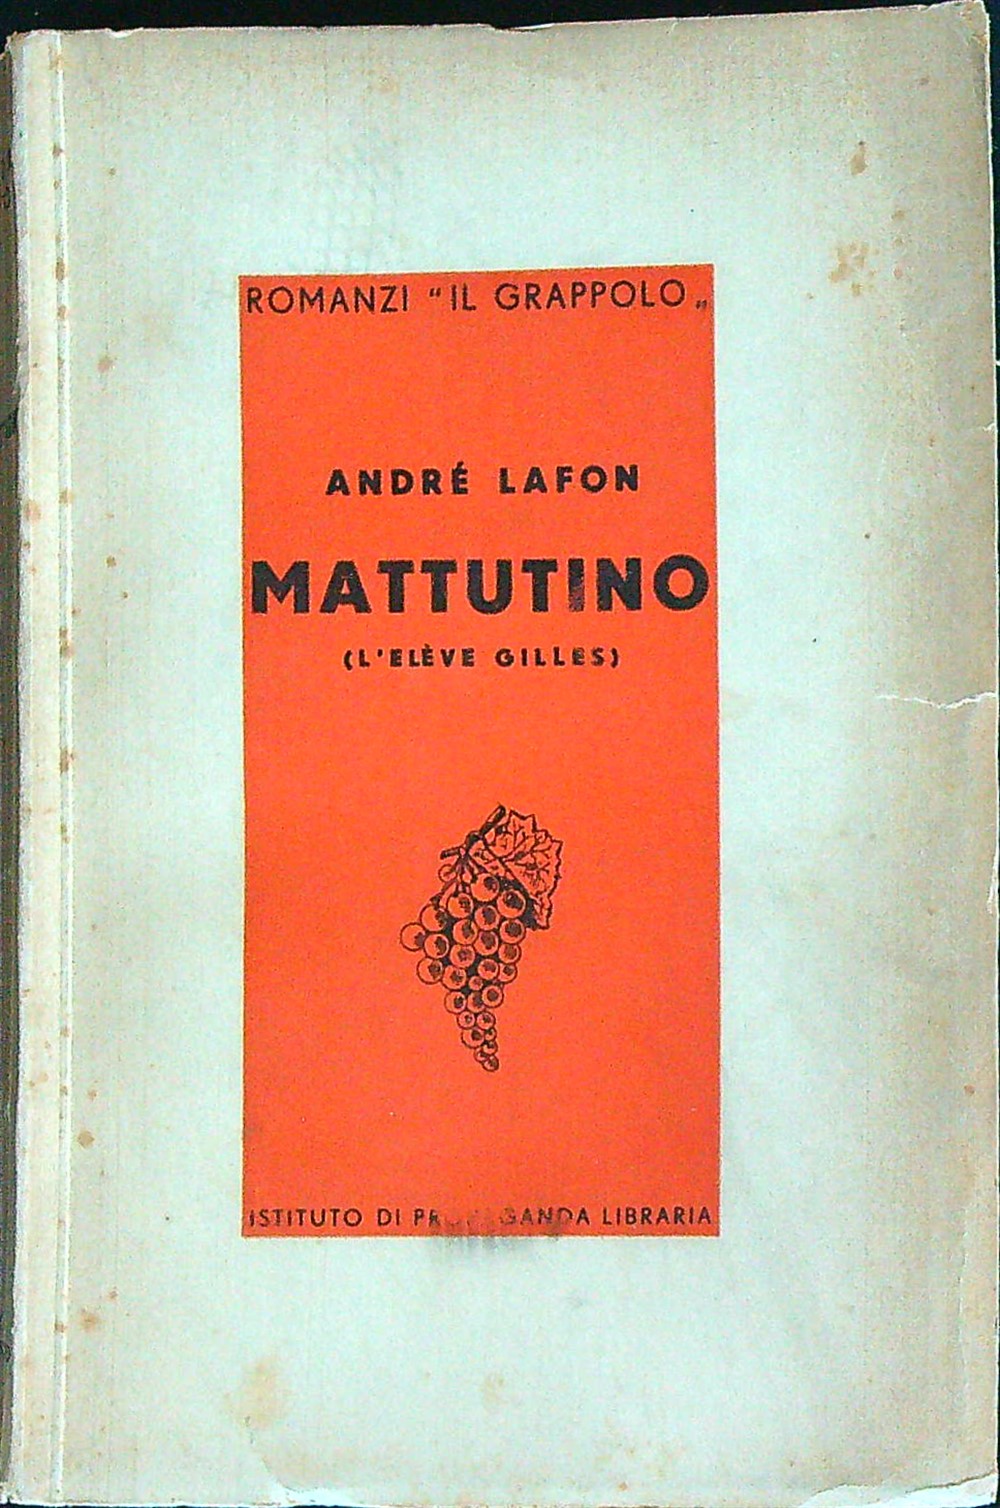 ROMANZI "IL GRAPPOLO„
ANDRÉ LAFON
MATTUTINO
(L'ELÈVE GILLES)
ISTITUTO DI PROPAGANDA LIBRARIA